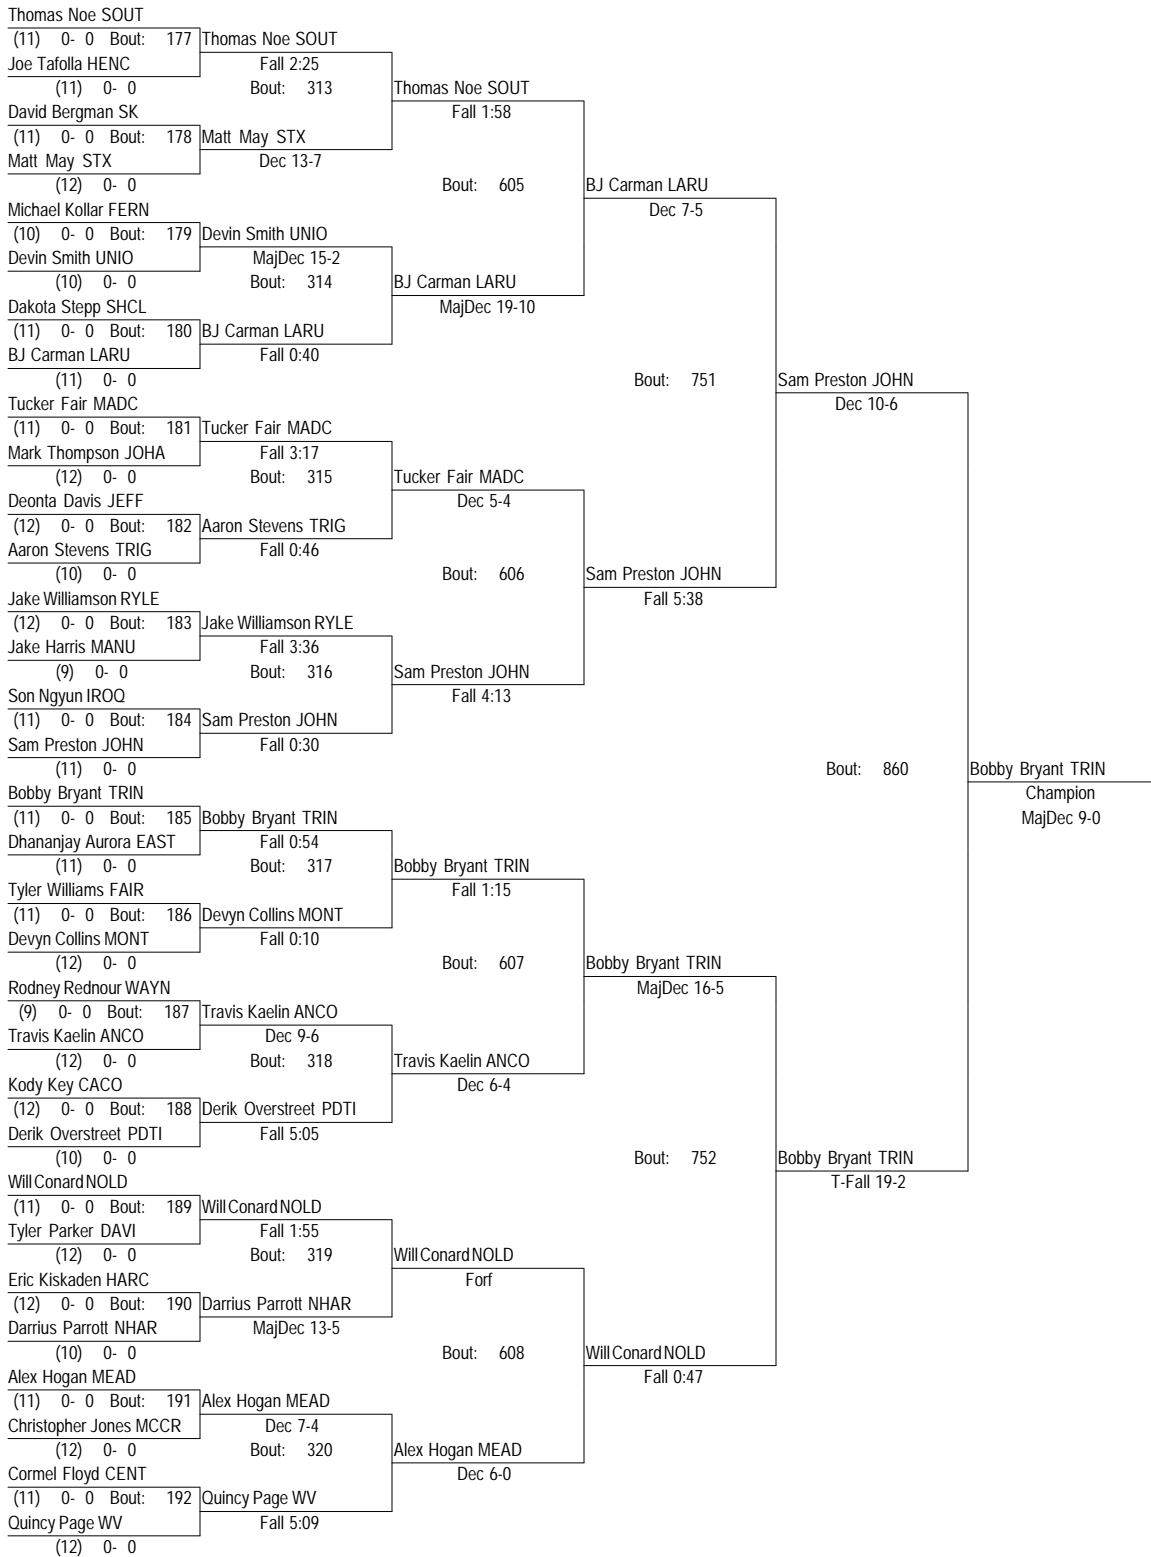 Thomas Noe SOUT
(11) 0- 0 Bout: 177 Thomas Noe SOUT
Joe Tafolla HENC Fall 2:25
(11) 0- 0 Bout: 313 Thomas Noe SOUT
David Bergman SK Fall 1:58
(11) 0- 0 Bout: 178 Matt May STX
Matt May STX Dec 13-7
(12) 0- 0 Bout: 605 BJ Carman LARU
Michael Kollar FERN Dec 7-5
(10) 0- 0 Bout: 179 Devin Smith UNIO
Devin Smith UNIO MajDec 15-2
(10) 0- 0 Bout: 314 BJ Carman LARU
Dakota Stepp SHCL MajDec 19-10
(11) 0- 0 Bout: 180 BJ Carman LARU
BJ Carman LARU Fall 0:40
(11) 0- 0 Bout: 751 Sam Preston JOHN
Tucker Fair MADC Dec 10-6
(11) 0- 0 Bout: 181 Tucker Fair MADC
Mark Thompson JOHA Fall 3:17
(12) 0- 0 Bout: 315 Tucker Fair MADC
Deonta Davis JEFF Dec 5-4
(12) 0- 0 Bout: 182 Aaron Stevens TRIG
Aaron Stevens TRIG Fall 0:46
(10) 0- 0 Bout: 606 Sam Preston JOHN
Jake Williamson RYLE Fall 5:38
(12) 0- 0 Bout: 183 Jake Williamson RYLE
Jake Harris MANU Fall 3:36
(9) 0- 0 Bout: 316 Sam Preston JOHN
Son Ngyun IROQ Fall 4:13
(11) 0- 0 Bout: 184 Sam Preston JOHN
Sam Preston JOHN Fall 0:30
(11) 0- 0 Bout: 860 Bobby Bryant TRIN
Bobby Bryant TRIN Champion
(11) 0- 0 Bout: 185 Bobby Bryant TRIN MajDec 9-0
Dhananjay Aurora EAST Fall 0:54
(11) 0- 0 Bout: 317 Bobby Bryant TRIN
Tyler Williams FAIR Fall 1:15
(11) 0- 0 Bout: 186 Devyn Collins MONT
Devyn Collins MONT Fall 0:10
(12) 0- 0 Bout: 607 Bobby Bryant TRIN
Rodney Rednour WAYN MajDec 16-5
(9) 0- 0 Bout: 187 Travis Kaelin ANCO
Travis Kaelin ANCO Dec 9-6
(12) 0- 0 Bout: 318 Travis Kaelin ANCO
Kody Key CACO Dec 6-4
(12) 0- 0 Bout: 188 Derik Overstreet PDTI
Derik Overstreet PDTI Fall 5:05
(10) 0- 0 Bout: 752 Bobby Bryant TRIN
Will Conard NOLD T-Fall 19-2
(11) 0- 0 Bout: 189 Will Conard NOLD
Tyler Parker DAVI Fall 1:55
(12) 0- 0 Bout: 319 Will Conard NOLD
Eric Kiskaden HARC Forf
(12) 0- 0 Bout: 190 Darrius Parrott NHAR
Darrius Parrott NHAR MajDec 13-5
(10) 0- 0 Bout: 608 Will Conard NOLD
Alex Hogan MEAD Fall 0:47
(11) 0- 0 Bout: 191 Alex Hogan MEAD
Christopher Jones MCCR Dec 7-4
(12) 0- 0 Bout: 320 Alex Hogan MEAD
Cormel Floyd CENT Dec 6-0
(11) 0- 0 Bout: 192 Quincy Page WV
Quincy Page WV Fall 5:09
(12) 0- 0